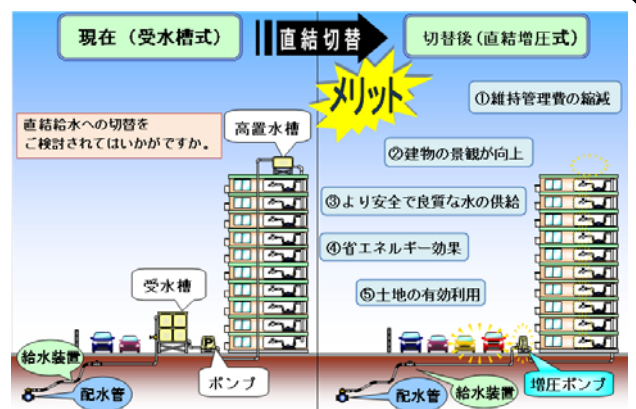 現在（受水槽式）
直結切替
切替後（直結増圧式）
メリット
①維持管理費の縮減
直結給水への切替を
ご検討されてはいかがですか。
高置水槽
②建物の景観が向上
③より安全で良質な水の供給
④省エネルギー効果
受水槽
⑤土地の有効利用
P
給水装置
配水管
ポンプ
給水装置
配水管
増圧ポンプ